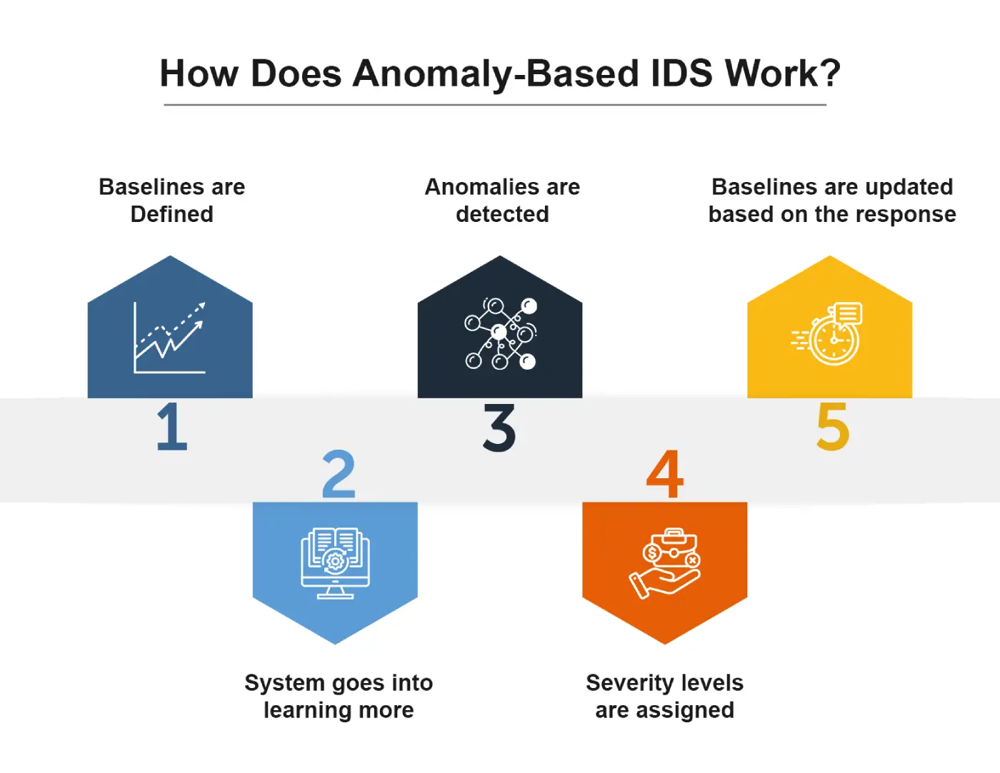 How Does Anomaly-Based IDS Work?
Baselines are
Defined
1
System goes into
learning more
2
Anomalies are
detected
3
Severity levels
are assigned
4
$
Baselines are updated
based on the response
5